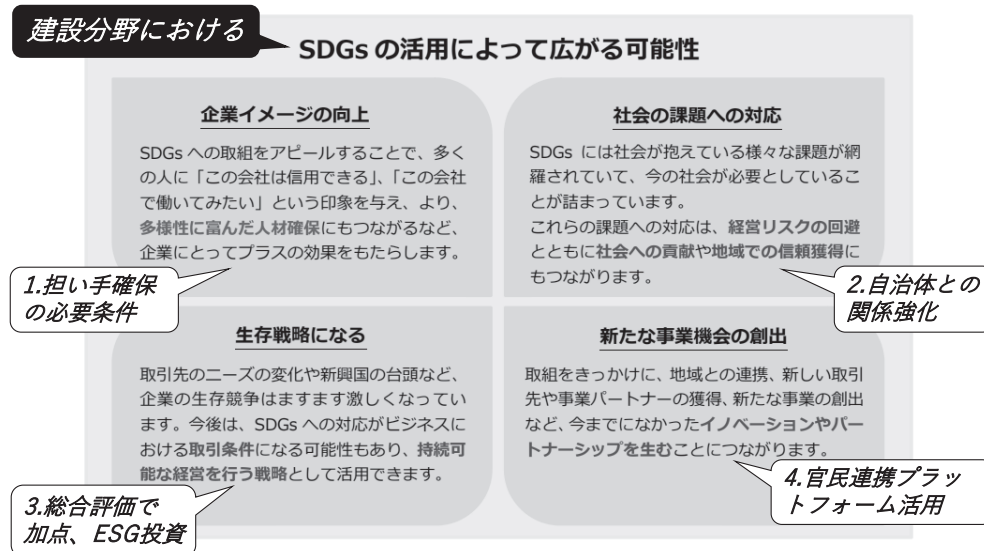 建設分野における
SDGs の活用によって広がる可能性
企業イメージの向上
SDGs への取組をアピールすることで、多く
の人に「この会社は信用できる」、「この会社
で働いてみたい」という印象を与え、より、
多様性に富んだ人材確保にもつながるなど、
企業にとってプラスの効果をもたらします。
1.担い手確保
の必要条件
社会の課題への対応
SDGs には社会が抱えている様々な課題が網
羅されていて、今の社会が必要としているこ
とが詰まっています。
これらの課題への対応は、経営リスクの回避
とともに社会への貢献や地域での信頼獲得に
もつながります。
2.自治体との
関係強化
生存戦略になる
取引先のニーズの変化や新興国の台頭など、
企業の生存競争はますます激しくなってい
ます。今後は、SDGs への対応がビジネスに
おける取引条件になる可能性もあり、持続可
能な経営を行う戦略として活用できます。
3.総合評価で
加点、ESG投資
新たな事業機会の創出
取組をきっかけに、地域との連携、新しい取引
先や事業パートナーの獲得、新たな事業の創出
など、今までになかったイノベーションやパー
トナーシップを生むことにつながります。
4.官民連携プラッ
トフォーム活用